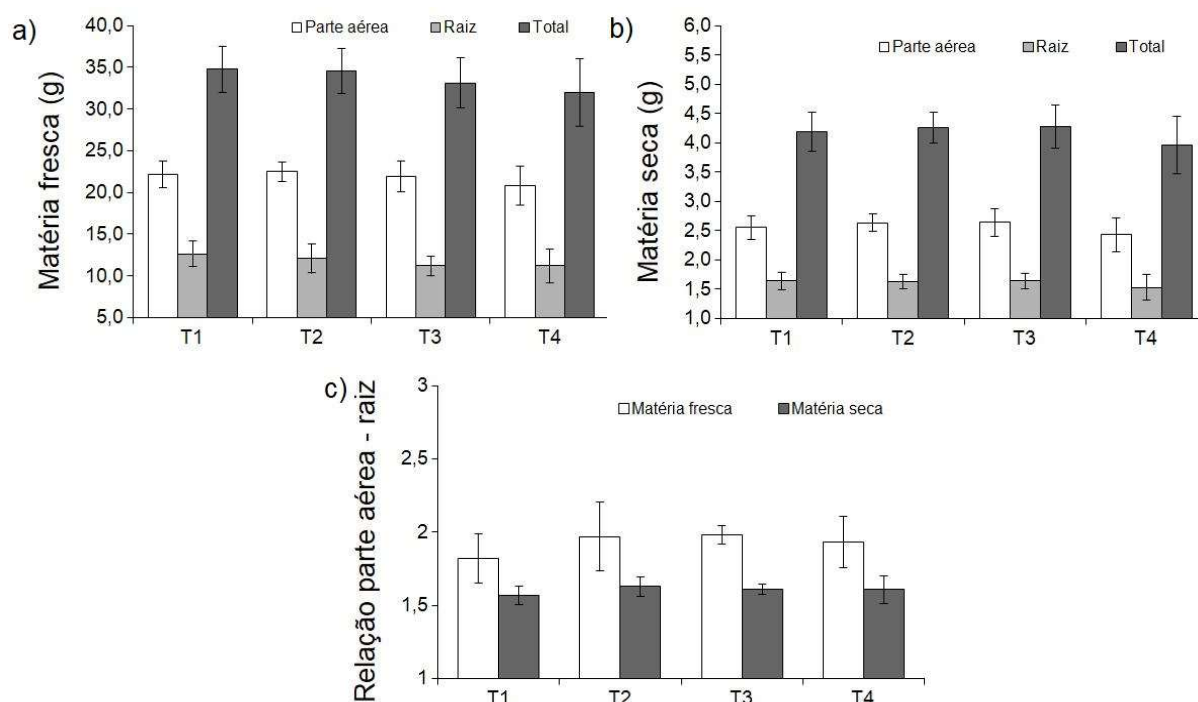 a)
Matéria fresca (g)
Parte aérea Raiz Total
40,0
35,0
30,0
25,0
20,0
15,0
10,0
5,0
T1 T2 T3 T4
b)
Matéria seca (g)
Parte aérea Raiz Total
6,0
5,5
5,0
4,5
4,0
3,5
3,0
2,5
2,0
1,5
1,0
T1 T2 T3 T4
c)
Relação parte aérea - raiz
Matéria fresca Matéria seca
3
2,5
2
1,5
1
T1 T2 T3 T4